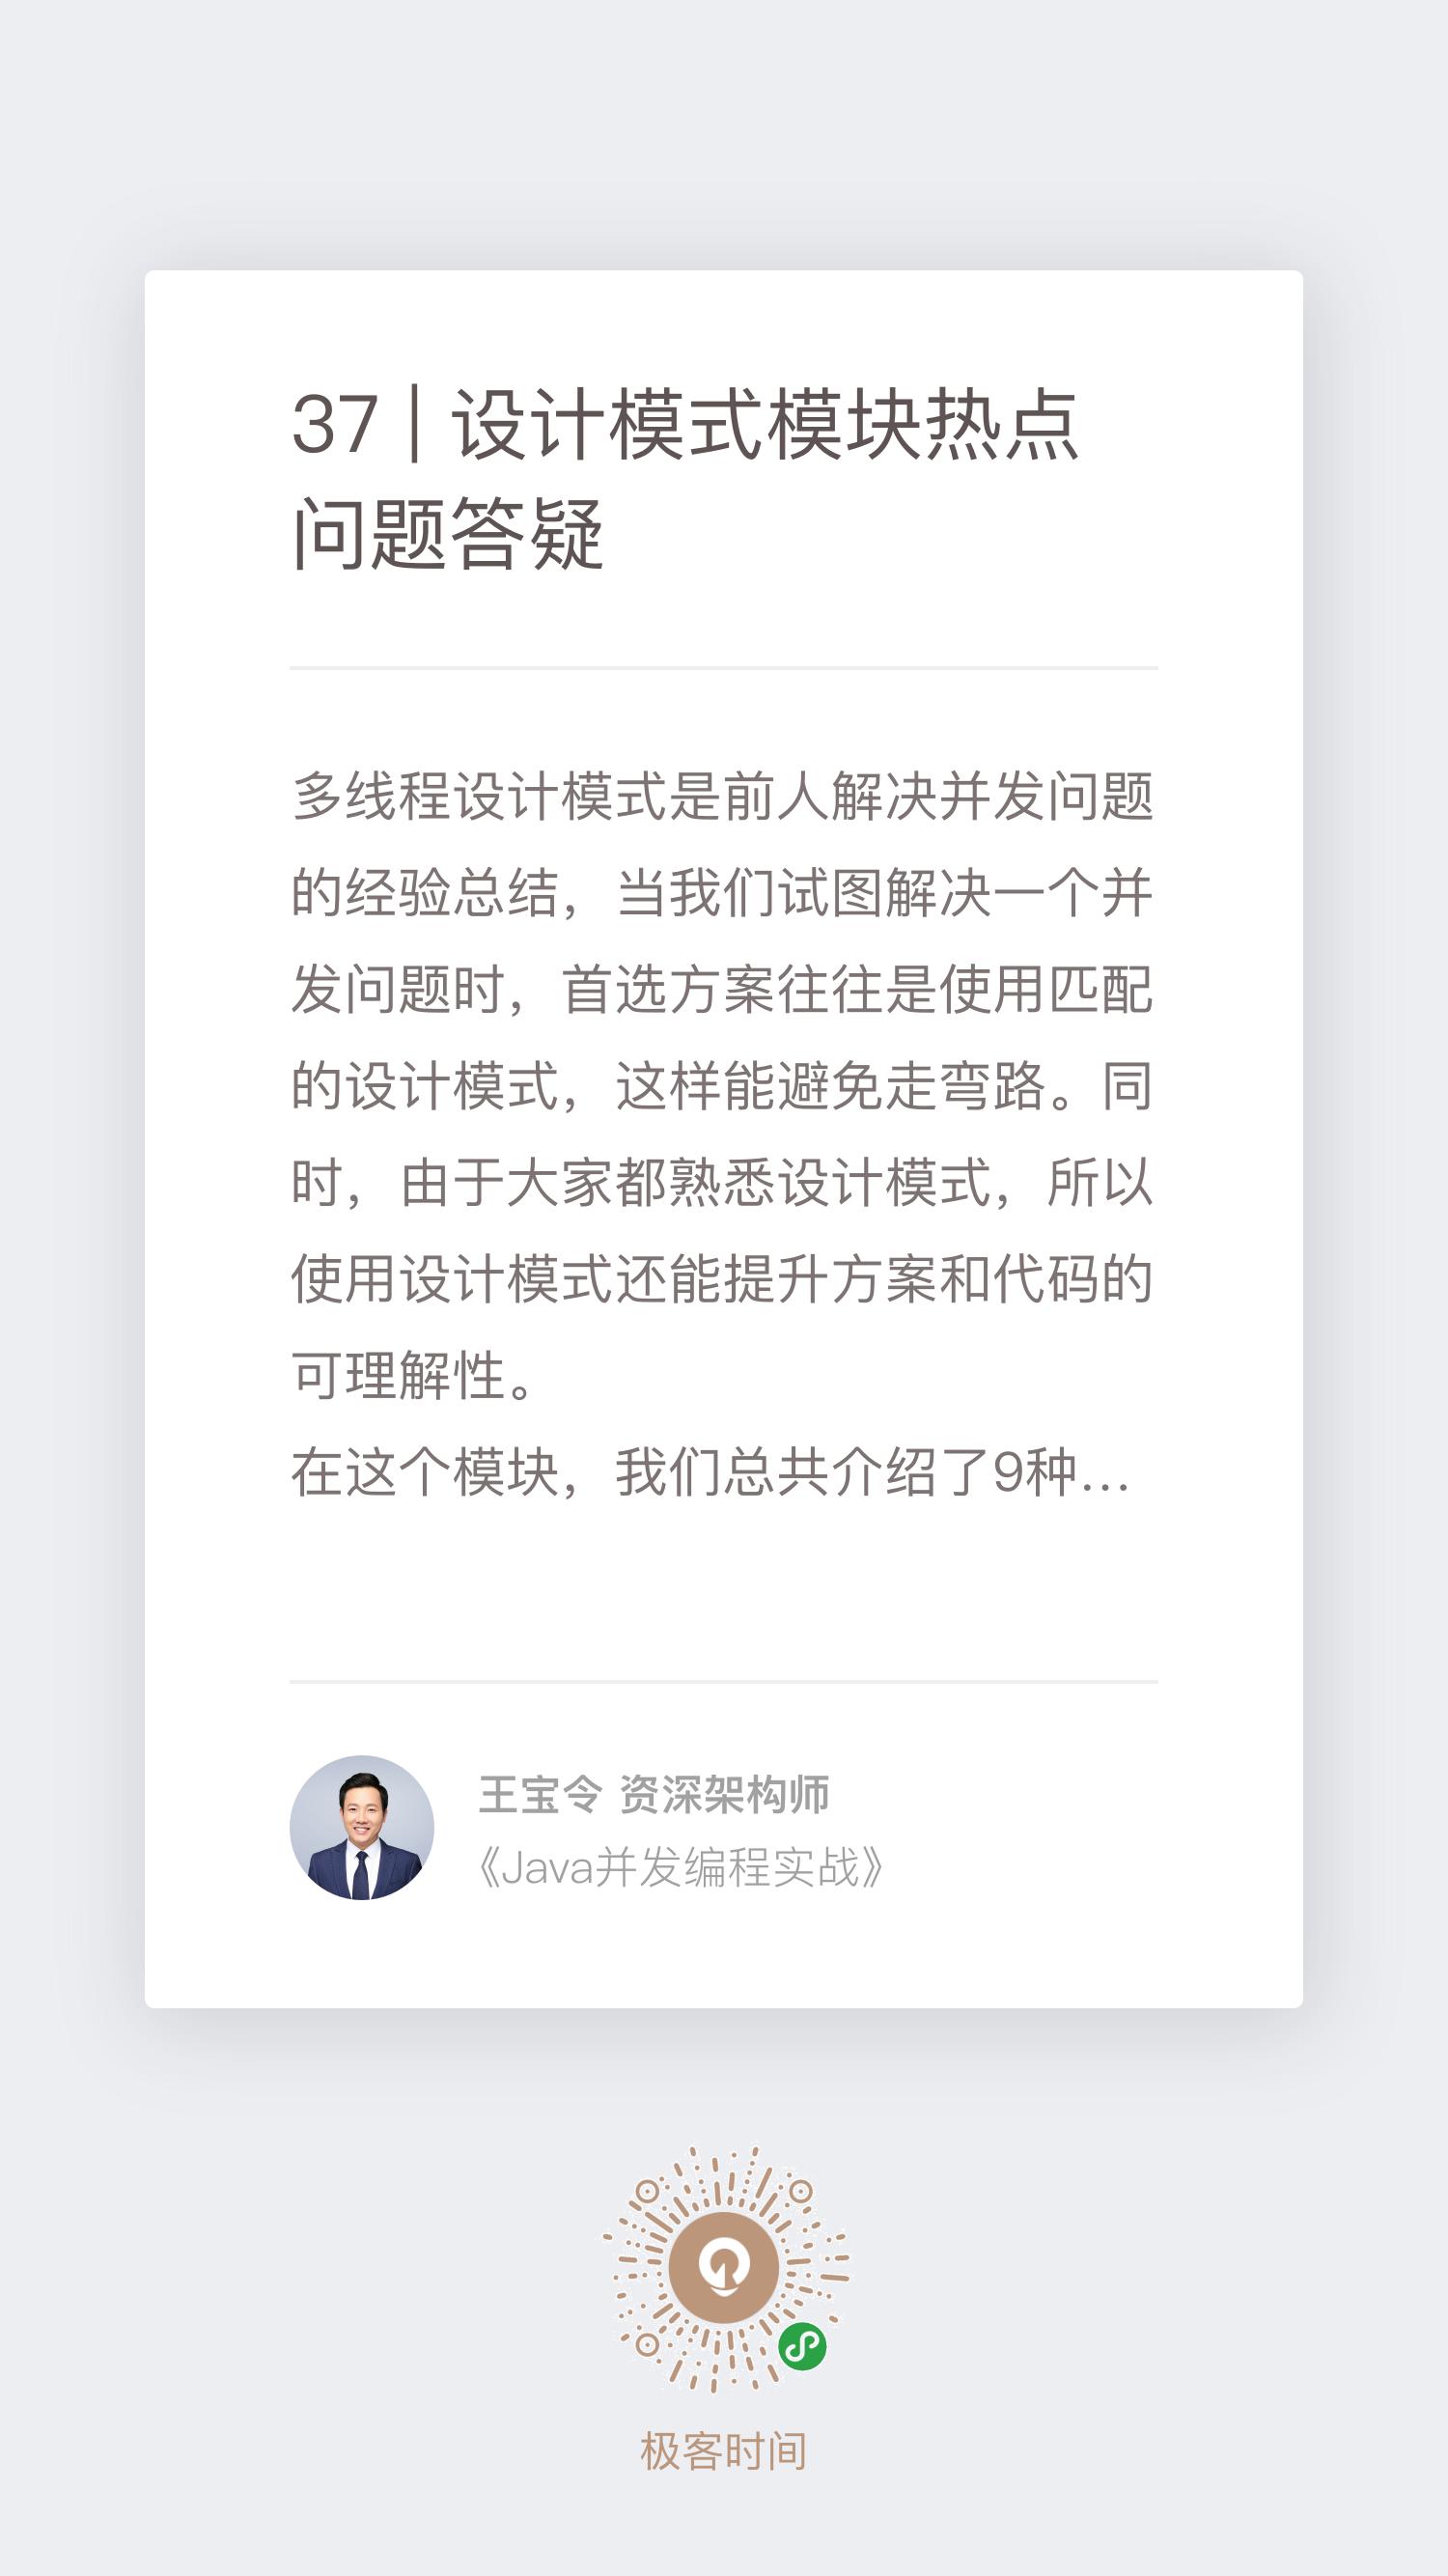 37 | 设计模式模块热点
问题答疑
多线程设计模式是前人解决并发问题
的经验总结，当我们试图解决一个并
发问题时，首选方案往往是使用匹配
的设计模式，这样能避免走弯路。同
时，由于大家都熟悉设计模式，所以
使用设计模式还能提升方案和代码的
可理解性。
在这个模块，我们总共介绍了9种...
王宝令 资深架构师
《Java并发编程实战》
极客时间